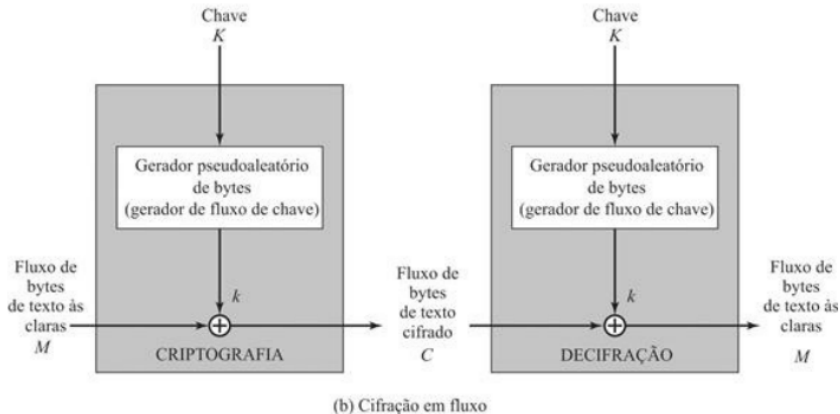 Chave
K
Gerador pseudoaleatório
de bytes
(gerador de fluxo de chave)
Fluxo de
bytes
de texto às
claras
M
k
CRIPTOGRAFIA
Fluxo de
bytes
de texto
cifrado
C
Chave
K
Gerador pseudoaleatório
de bytes
(gerador de fluxo de chave)
k
DECIFRAÇÃO
Fluxo de
bytes
de texto às
claras
M
(b) Cifração em fluxo